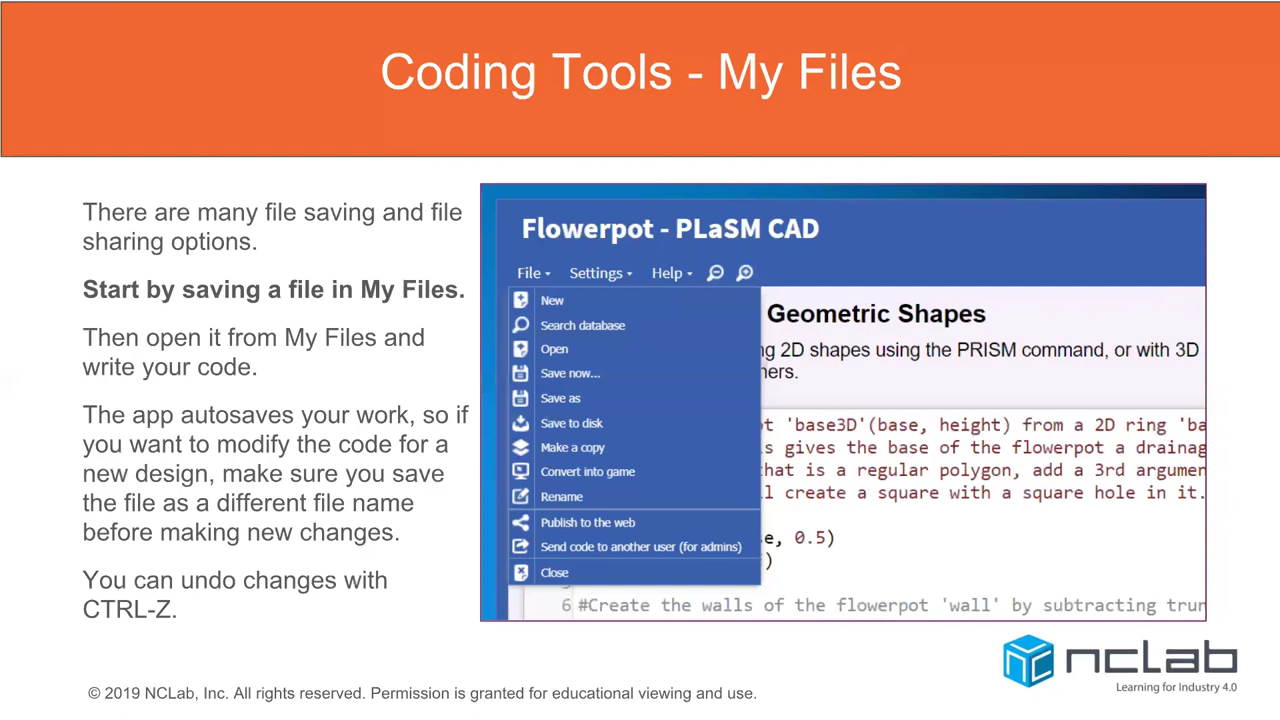 Coding Tools - My Files
There are many file saving and file
sharing options.
Start by saving a file in My Files.
Then open it from My Files and
write your code.
The app autosaves your work, so if
you want to modify the code for a
new design, make sure you save
the file as a different file name
before making new changes.
You can undo changes with
CTRL-Z.
Flowerpot - PLaSM CAD
File Settings Help
New
Search database
Open
Save now...
Save as
Save to disk
Make a copy
Convert into game
Rename
Publish to the web
Send code to another user (for admins)
Close
Geometric Shapes
ng 2D shapes using the PRISM command, or with 3D
ners.
t 'base3D'(base, height) from a 2D ring 'ba
s gives the base of the flowerpot a drainag
hat is a regular polygon, add a 3rd argumen
l create a square with a square hole in it.
e, 0.5)
)
6 #Create the walls of the flowerpot 'wall' by subtracting trun
nclab
Learning for Industry 4.0
© 2019 NCLab, Inc. All rights reserved. Permission is granted for educational viewing and use.